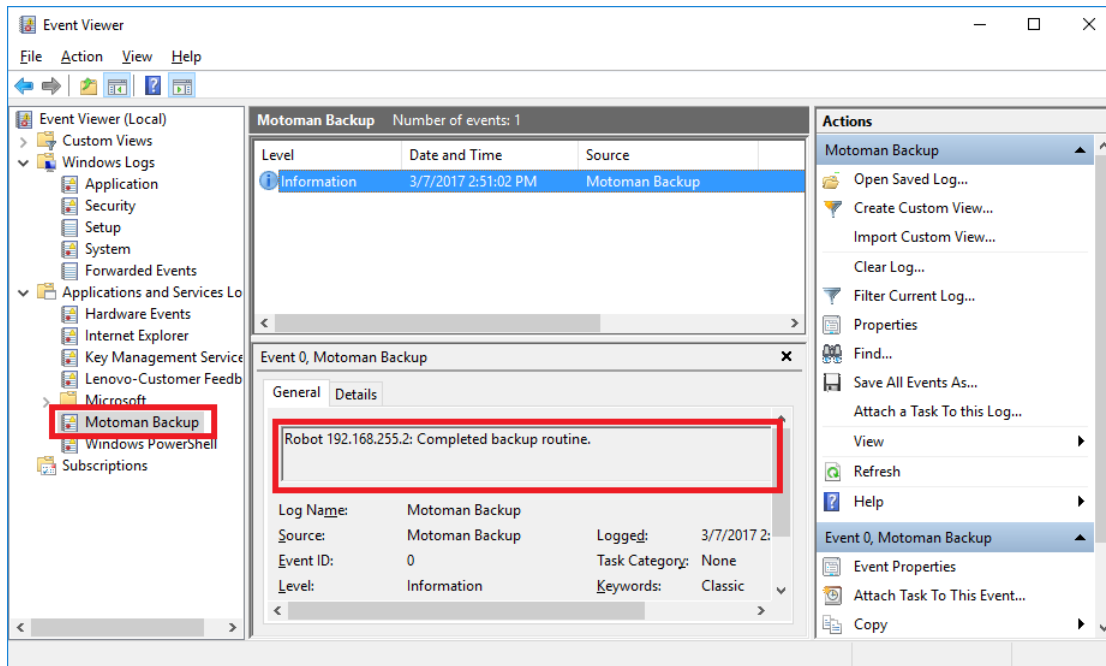 Event Viewer
File Action View Help
Event Viewer (Local)
Custom Views
Windows Logs
Application
Security
Setup
System
Forwarded Events
Applications and Services Lo
Hardware Events
Internet Explorer
Key Management Service
Lenovo-Customer Feedb
Microsoft
Motoman Backup
Windows PowerShell
Subscriptions
Motoman Backup Number of events: 1
Level Date and Time Source
Information 3/7/2017 2:51:02 PM Motoman Backup
Event 0, Motoman Backup
General Details
Robot 192.168.255.2: Completed backup routine.
Log Name: Motoman Backup
Source: Motoman Backup Logged: 3/7/2017 2:
Event ID: 0 Task Category: None
Level: Information Keywords: Classic
Actions
Motoman Backup
Open Saved Log...
Create Custom View...
Import Custom View...
Clear Log...
Filter Current Log...
Properties
Find...
Save All Events As...
Attach a Task To this Log...
View
Refresh
Help
Event 0, Motoman Backup
Event Properties
Attach Task To This Event...
Copy